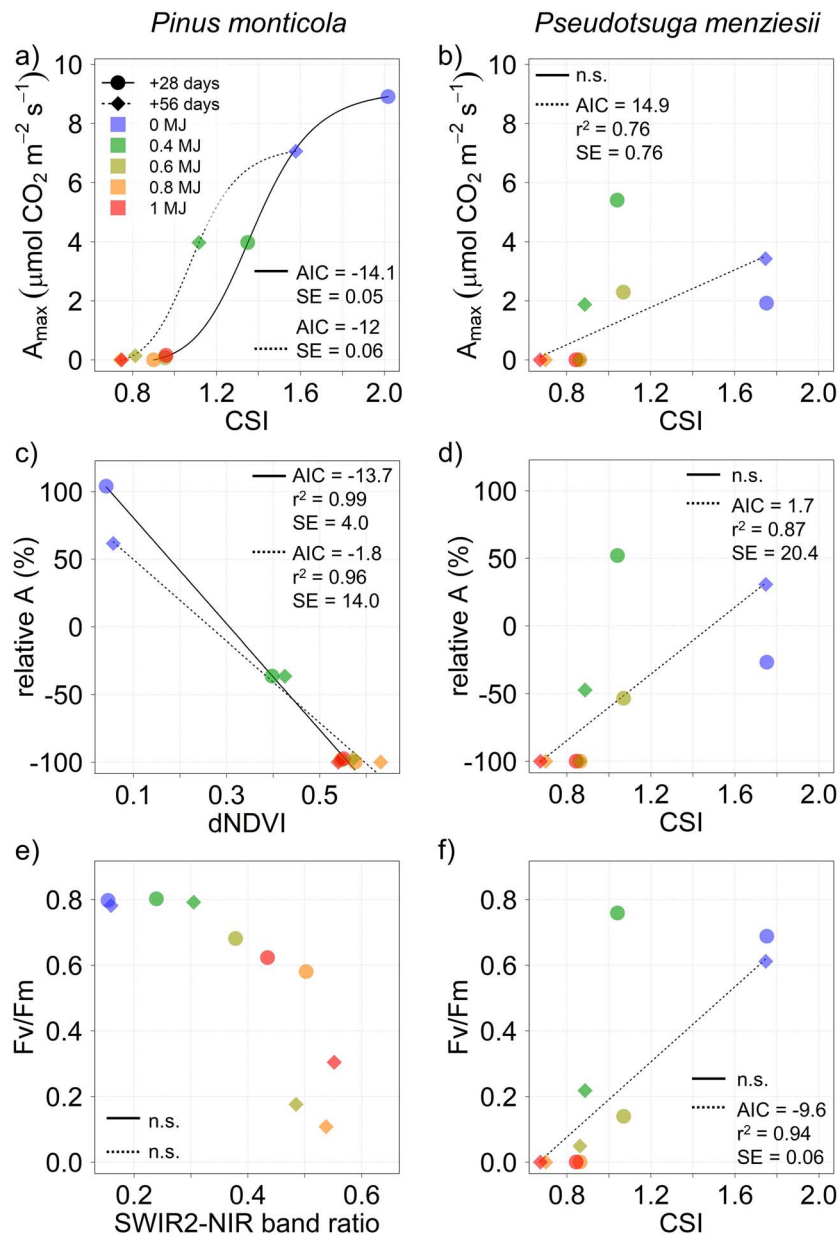 Pinus monticola
Pseudotsuga menziesii
a)
10
8
6
4
2
0
Amax (μmol CO2 m−2 s−1)
+28 days
+56 days
0 MJ
0.4 MJ
0.6 MJ
0.8 MJ
1 MJ
AIC = -14.1
SE = 0.05
AIC = -12
SE = 0.06
0.8 1.2 1.6 2.0
CSI
b)
10
8
6
4
2
0
Amax (μmol CO2 m−2 s−1)
n.s.
AIC = 14.9
r2 = 0.76
SE = 0.76
0.8 1.2 1.6 2.0
CSI
c)
100
50
0
-50
-100
relative A (%)
AIC = -13.7
r2 = 0.99
SE = 4.0
AIC = -1.8
r2 = 0.96
SE = 14.0
0.1 0.3 0.5
dNDVI
d)
100
50
0
-50
-100
relative A (%)
n.s.
AIC = 1.7
r2 = 0.87
SE = 20.4
0.8 1.2 1.6 2.0
CSI
e)
0.8
0.6
0.4
0.2
0.0
Fv/Fm
n.s.
n.s.
0.2 0.4 0.6
SWIR2-NIR band ratio
f)
0.8
0.6
0.4
0.2
0.0
Fv/Fm
n.s.
AIC = -9.6
r2 = 0.94
SE = 0.06
0.8 1.2 1.6 2.0
CSI